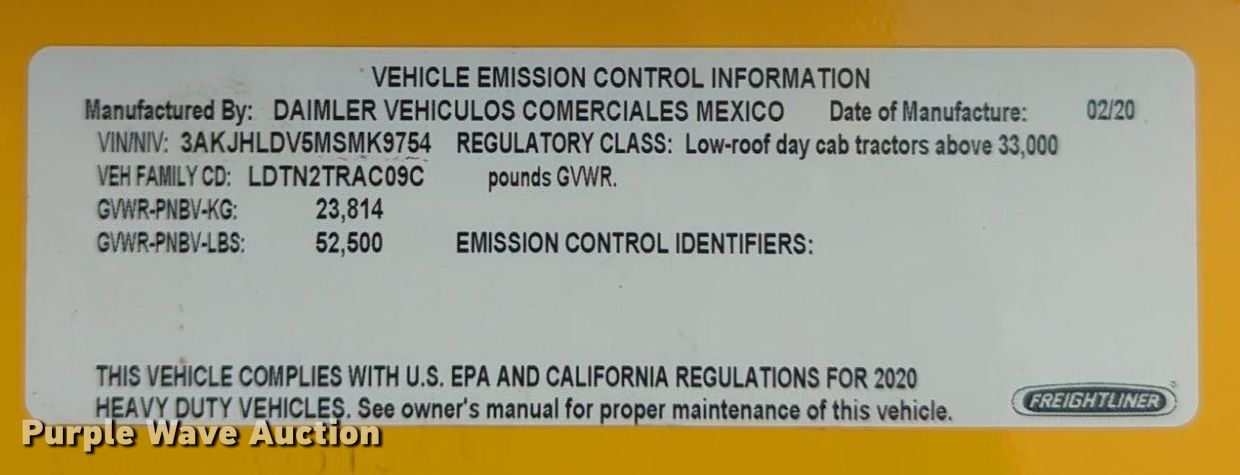 VEHICLE EMISSION CONTROL INFORMATION
Manufactured By: DAIMLER VEHICULOS COMERCIALES MEXICO Date of Manufacture: 02/20
VIN/NIV: 3AKJHLDV5MSMK9754 REGULATORY CLASS: Low-roof day cab tractors above 33,000
VEH FAMILY CD: LDTN2TRAC09C pounds GVWR.
GVWR-PNBV-KG: 23,814
GVWR-PNBV-LBS: 52,500 EMISSION CONTROL IDENTIFIERS:
THIS VEHICLE COMPLIES WITH U.S. EPA AND CALIFORNIA REGULATIONS FOR 2020
HEAVY DUTY VEHICLES. See owner's manual for proper maintenance of this vehicle.
FREIGHTLINER
Purple Wave Auction